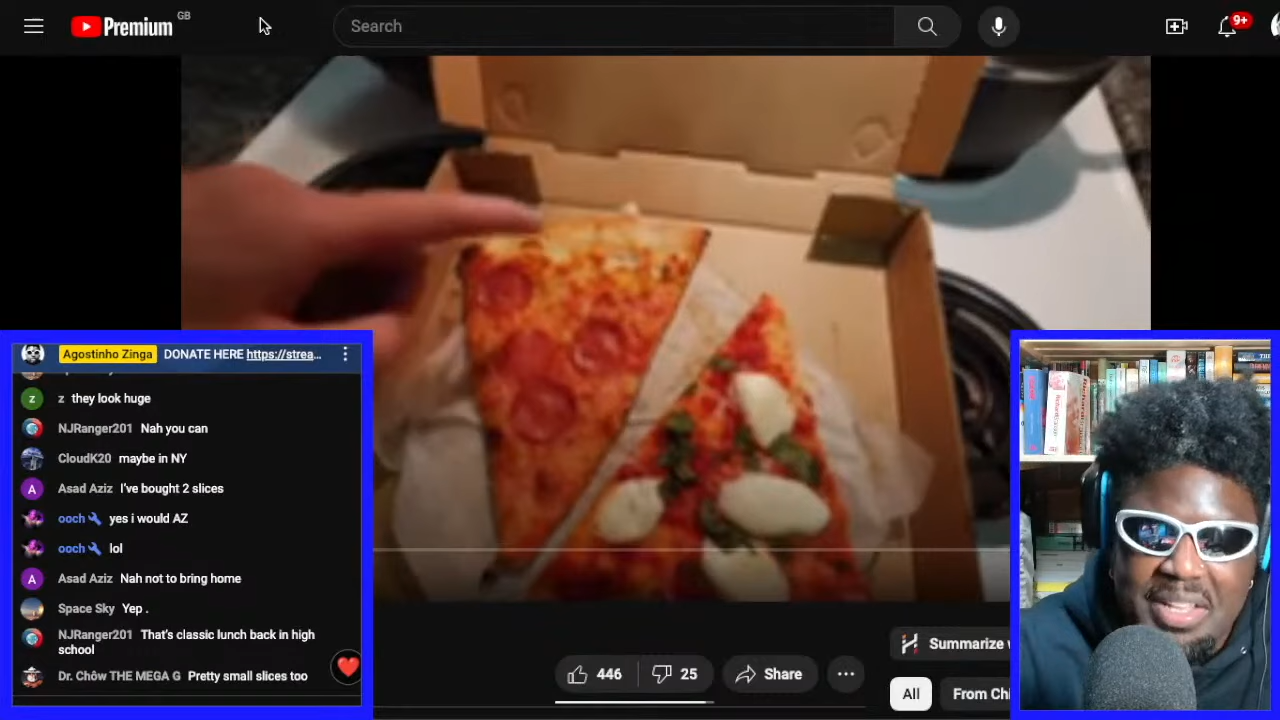 Premium GB
Search
9+
Agostinho Zinga DONATE HERE https://strea...
z they look huge
NJRanger201 Nah you can
CloudK20 maybe in NY
Asad Aziz I've bought 2 slices
ooch yes i would AZ
ooch lol
Asad Aziz Nah not to bring home
Space Sky Yep .
NJRanger201 That's classic lunch back in high
school
Dr. Chôw THE MEGA G Pretty small slices too
446
25
Share
Summarize
All
From Chi